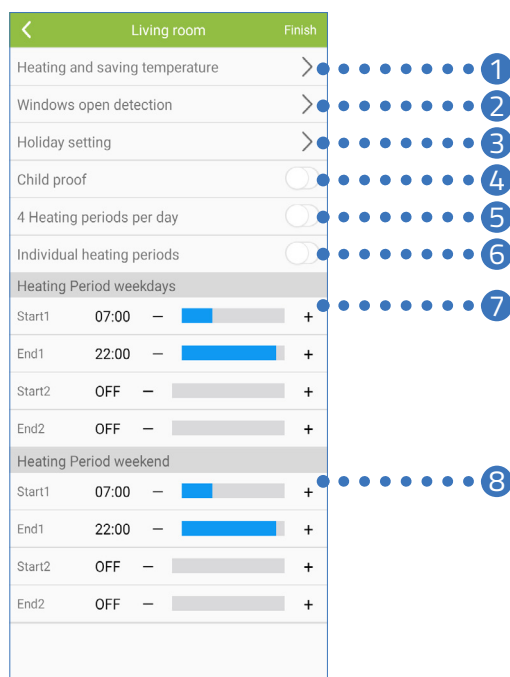 Living room Finish
Heating and saving temperature 1
Windows open detection 2
Holiday setting 3
Child proof 4
4 Heating periods per day 5
Individual heating periods 6
Heating Period weekdays
Start1 07:00 − + 7
End1 22:00 − +
Start2 OFF − +
End2 OFF − +
Heating Period weekend
Start1 07:00 − + 8
End1 22:00 − +
Start2 OFF − +
End2 OFF − +